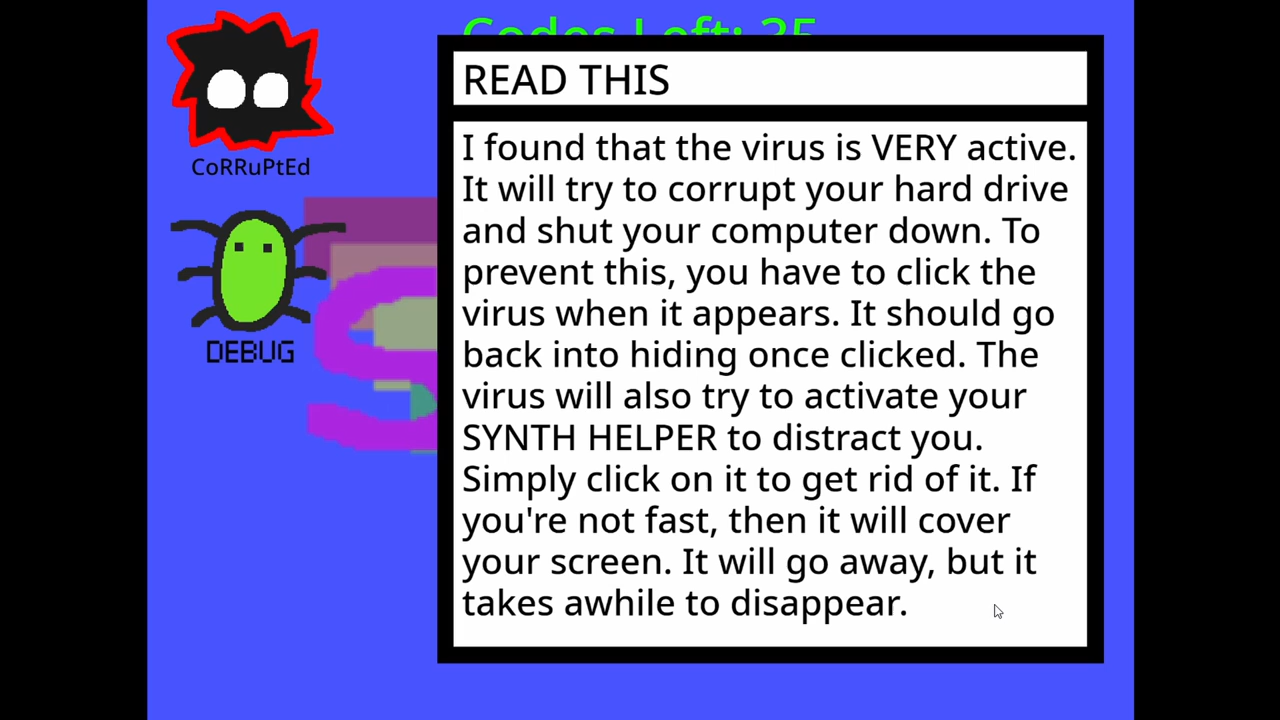 Codes Left: 35
CoRRuPtEd
DEBUG
READ THIS
I found that the virus is VERY active.
It will try to corrupt your hard drive
and shut your computer down. To
prevent this, you have to click the
virus when it appears. It should go
back into hiding once clicked. The
virus will also try to activate your
SYNTH HELPER to distract you.
Simply click on it to get rid of it. If
you're not fast, then it will cover
your screen. It will go away, but it
takes awhile to disappear.